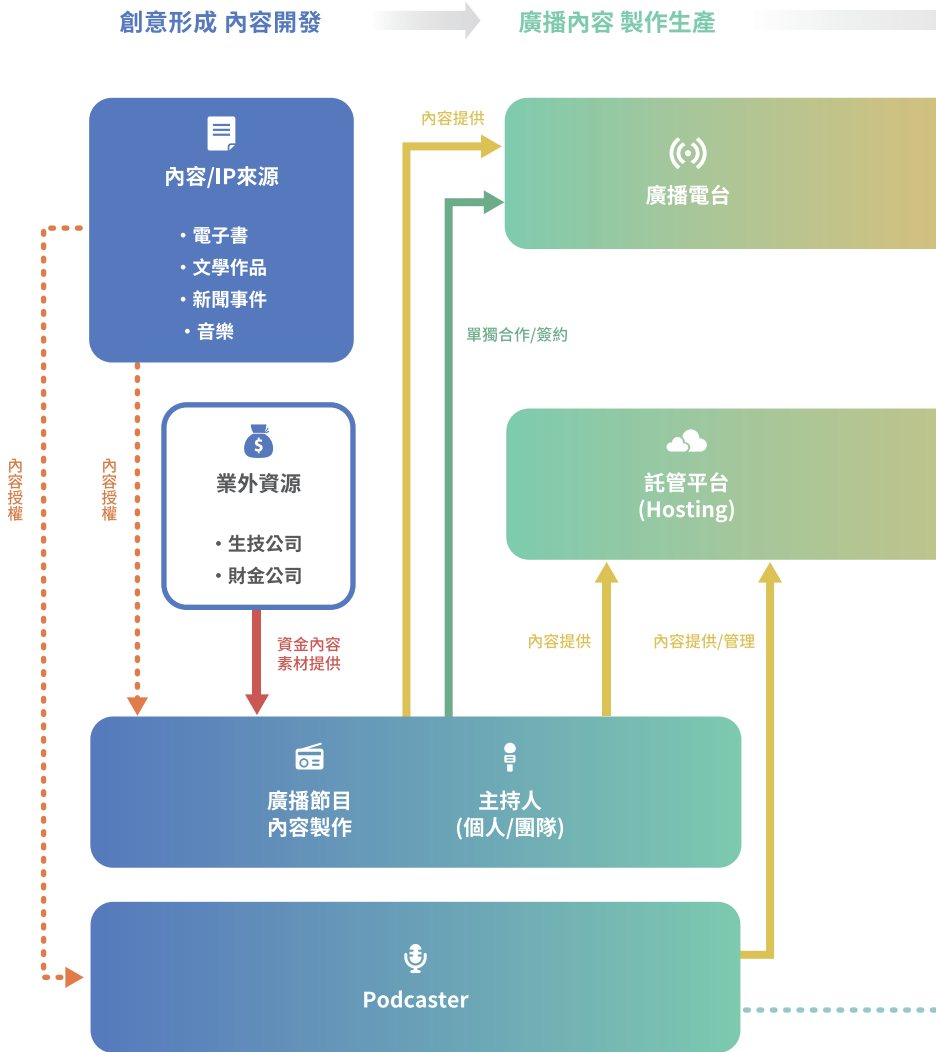 創意形成 內容開發
廣播內容 製作生產
內容/IP來源
・電子書
・文學作品
・新聞事件
・音樂
內容提供
廣播電台
單獨合作/簽約
內容授權
內容授權
$
業外資源
・生技公司
・財金公司
託管平台
(Hosting)
資金內容
素材提供
內容提供
內容提供/管理
廣播節目
內容製作
主持人
(個人/團隊)
Podcaster